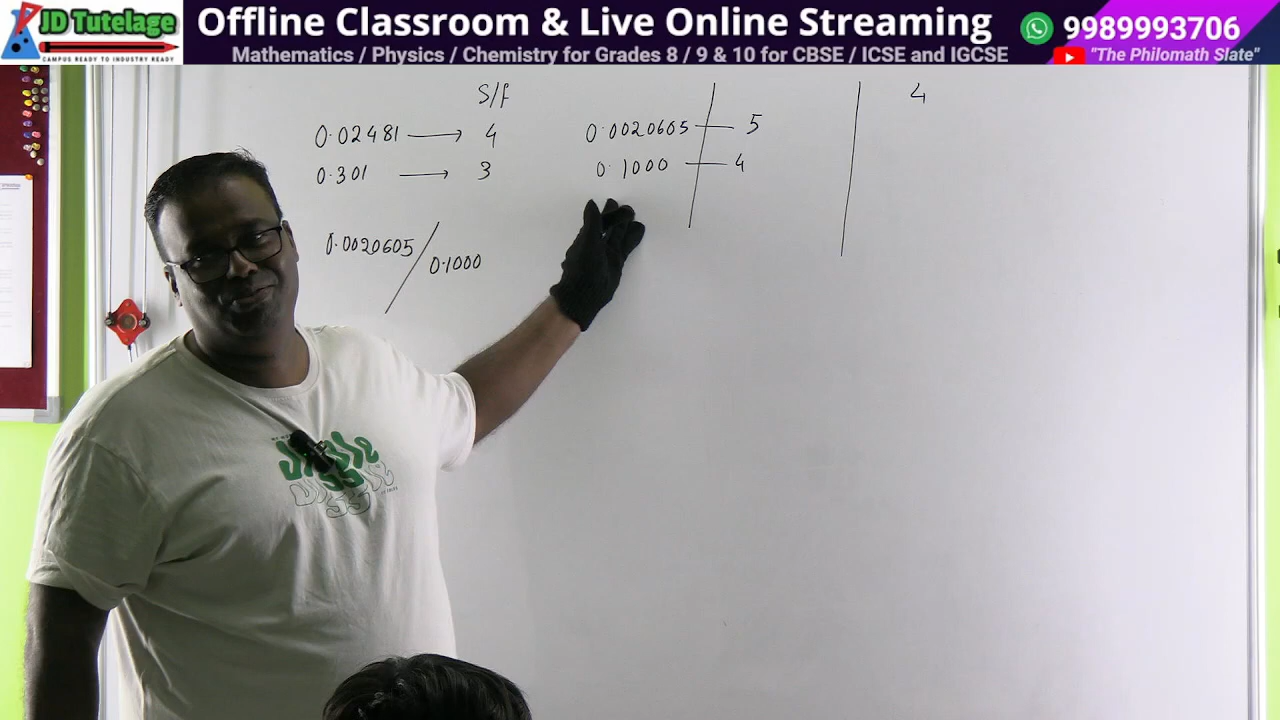 JD Tutelage
CAMPUS READY TO INDUSTRY READY
Offline Classroom & Live Online Streaming
9989993706
Mathematics / Physics / Chemistry for Grades 8 / 9 & 10 for CBSE / ICSE and IGCSE
"The Philomath Slate"
S/F
0.02481 → 4
0.301 → 3
0.0020605 / 0.1000
0.0020605 — 5
0.1000 — 4
4